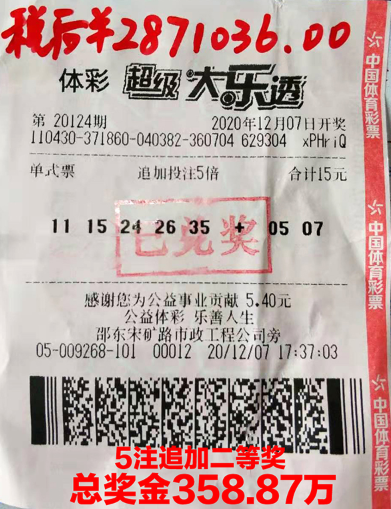 税后￥2871036.00
体彩 超级大乐透
第 20124期 2020年12月07日开奖
110430-371860-040382-360704 629304 xPHriQ
单式票 追加投注5倍 合计15元
11 15 24 26 35 + 05 07
已兑奖
感谢您为公益事业贡献 5.40元
公益体彩 乐善人生
邵东宋矿路市政工程公司旁
05-009268-101 00012 20/12/07 17:37:03
5注追加二等奖
总奖金358.87万
中国体育彩票
中国体育彩票
中国体育彩票